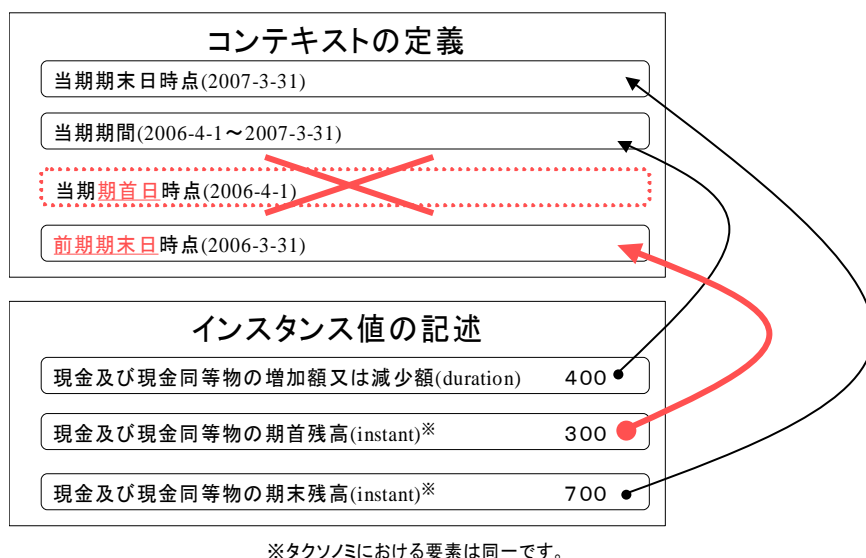 コンテキストの定義
当期期末日時点(2007-3-31)
当期期間(2006-4-1～2007-3-31)
当期期首日時点(2006-4-1)
前期期末日時点(2006-3-31)
インスタンス値の記述
現金及び現金同等物の増加額又は減少額(duration) 400
現金及び現金同等物の期首残高(instant)※ 300
現金及び現金同等物の期末残高(instant)※ 700
※タクソノミにおける要素は同一です。